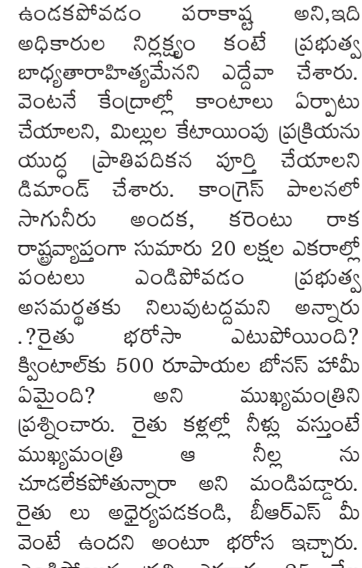 ఉండకపోవడం పరాకాష్ట అని,ఇది
అధికారుల నిర్లక్ష్యం కంటే ప్రభుత్వ
బాధ్యతారాహిత్యమేనని ఎద్దేవా చేశారు.
వెంటనే కేంద్రాల్లో కాంటాలు ఏర్పాటు
చేయాలని, మిల్లుల కేటాయింపు ప్రక్రియను
యుద్ధ ప్రాతిపదికన పూర్తి చేయాలని
డిమాండ్ చేశారు. కాంగ్రెస్ పాలనలో
సాగునీరు అందక, కరెంటు రాక
రాష్ట్రవ్యాప్తంగా సుమారు 20 లక్షల ఎకరాల్లో
పంటలు ఎండిపోవడం ప్రభుత్వ
అసమర్థతకు నిలువుటద్దమని అన్నారు
.?రైతు భరోసా ఎటుపోయింది?
క్వింటాల్‌కు 500 రూపాయల బోనస్ హామీ
ఏమైంది? అని ముఖ్యమంత్రిని
ప్రశ్నించారు. రైతు కళ్లల్లో నీళ్లు వస్తుంటే
ముఖ్యమంత్రి ఆ నీల్ల ను
చూడలేకపోతున్నారా అని మండిపడ్డారు.
రైతు లు అధైర్యపడకండి, బీఆర్ఎస్ మీ
వెంటే ఉందని అంటూ భరోస ఇచ్చారు.